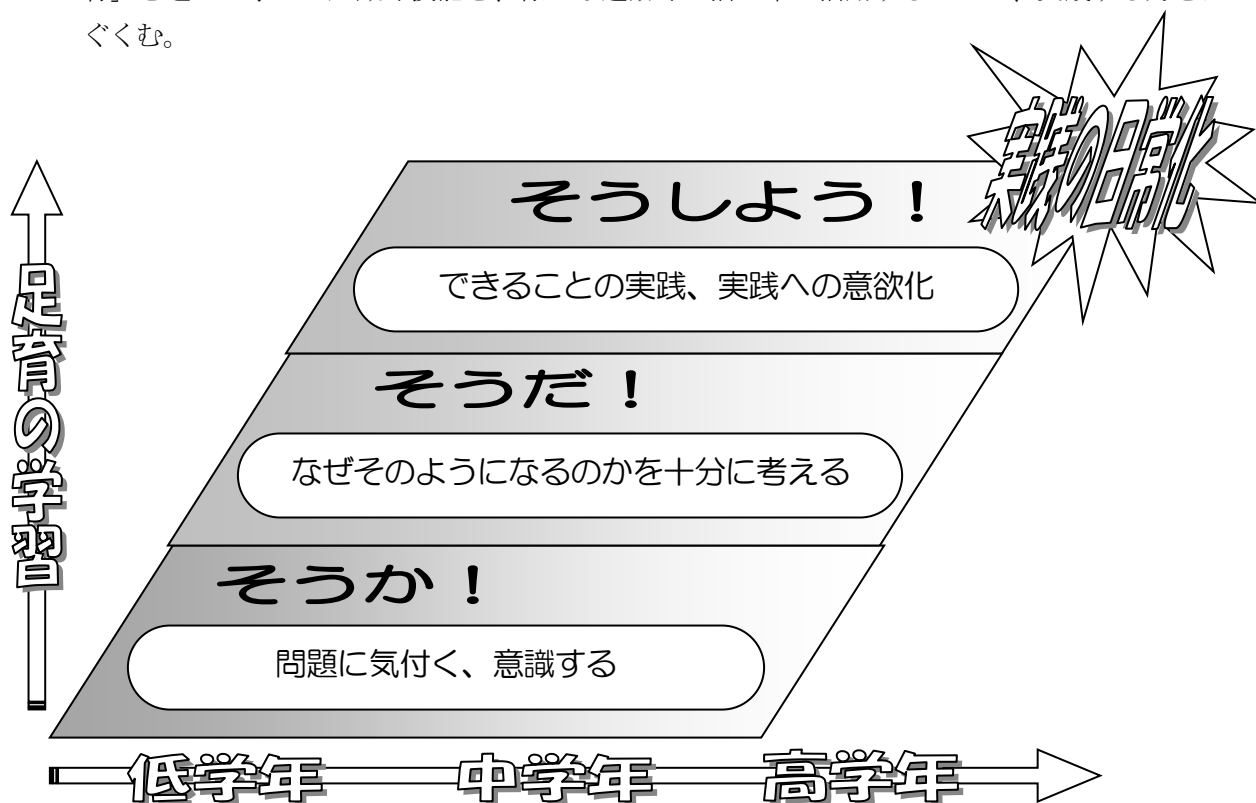 ぐくむ。
実践の日常化
そうしよう！
できることの実践、実践への意欲化
そうだ！
なぜそのようになるのかを十分に考える
そうか！
問題に気付く、意識する
足育の学習
低学年
中学年
高学年